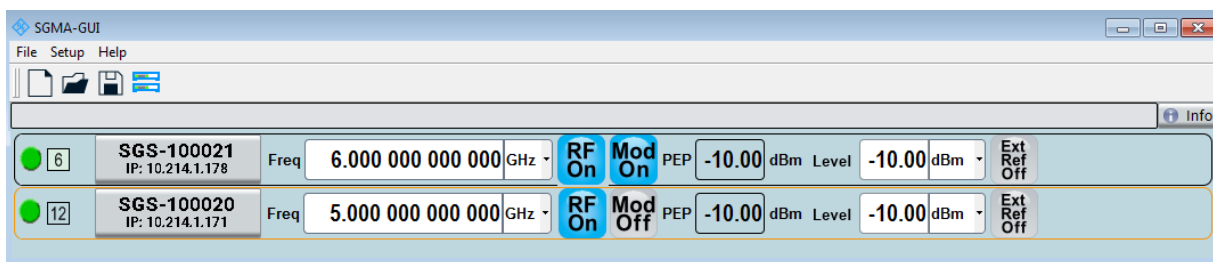 SGMA-GUI
File Setup Help
Info
6 SGS-100021 IP: 10.214.1.178 Freq 6.000 000 000 000 GHz RF On Mod On PEP -10.00 dBm Level -10.00 dBm Ext Ref Off
12 SGS-100020 IP: 10.214.1.171 Freq 5.000 000 000 000 GHz RF On Mod Off PEP -10.00 dBm Level -10.00 dBm Ext Ref Off